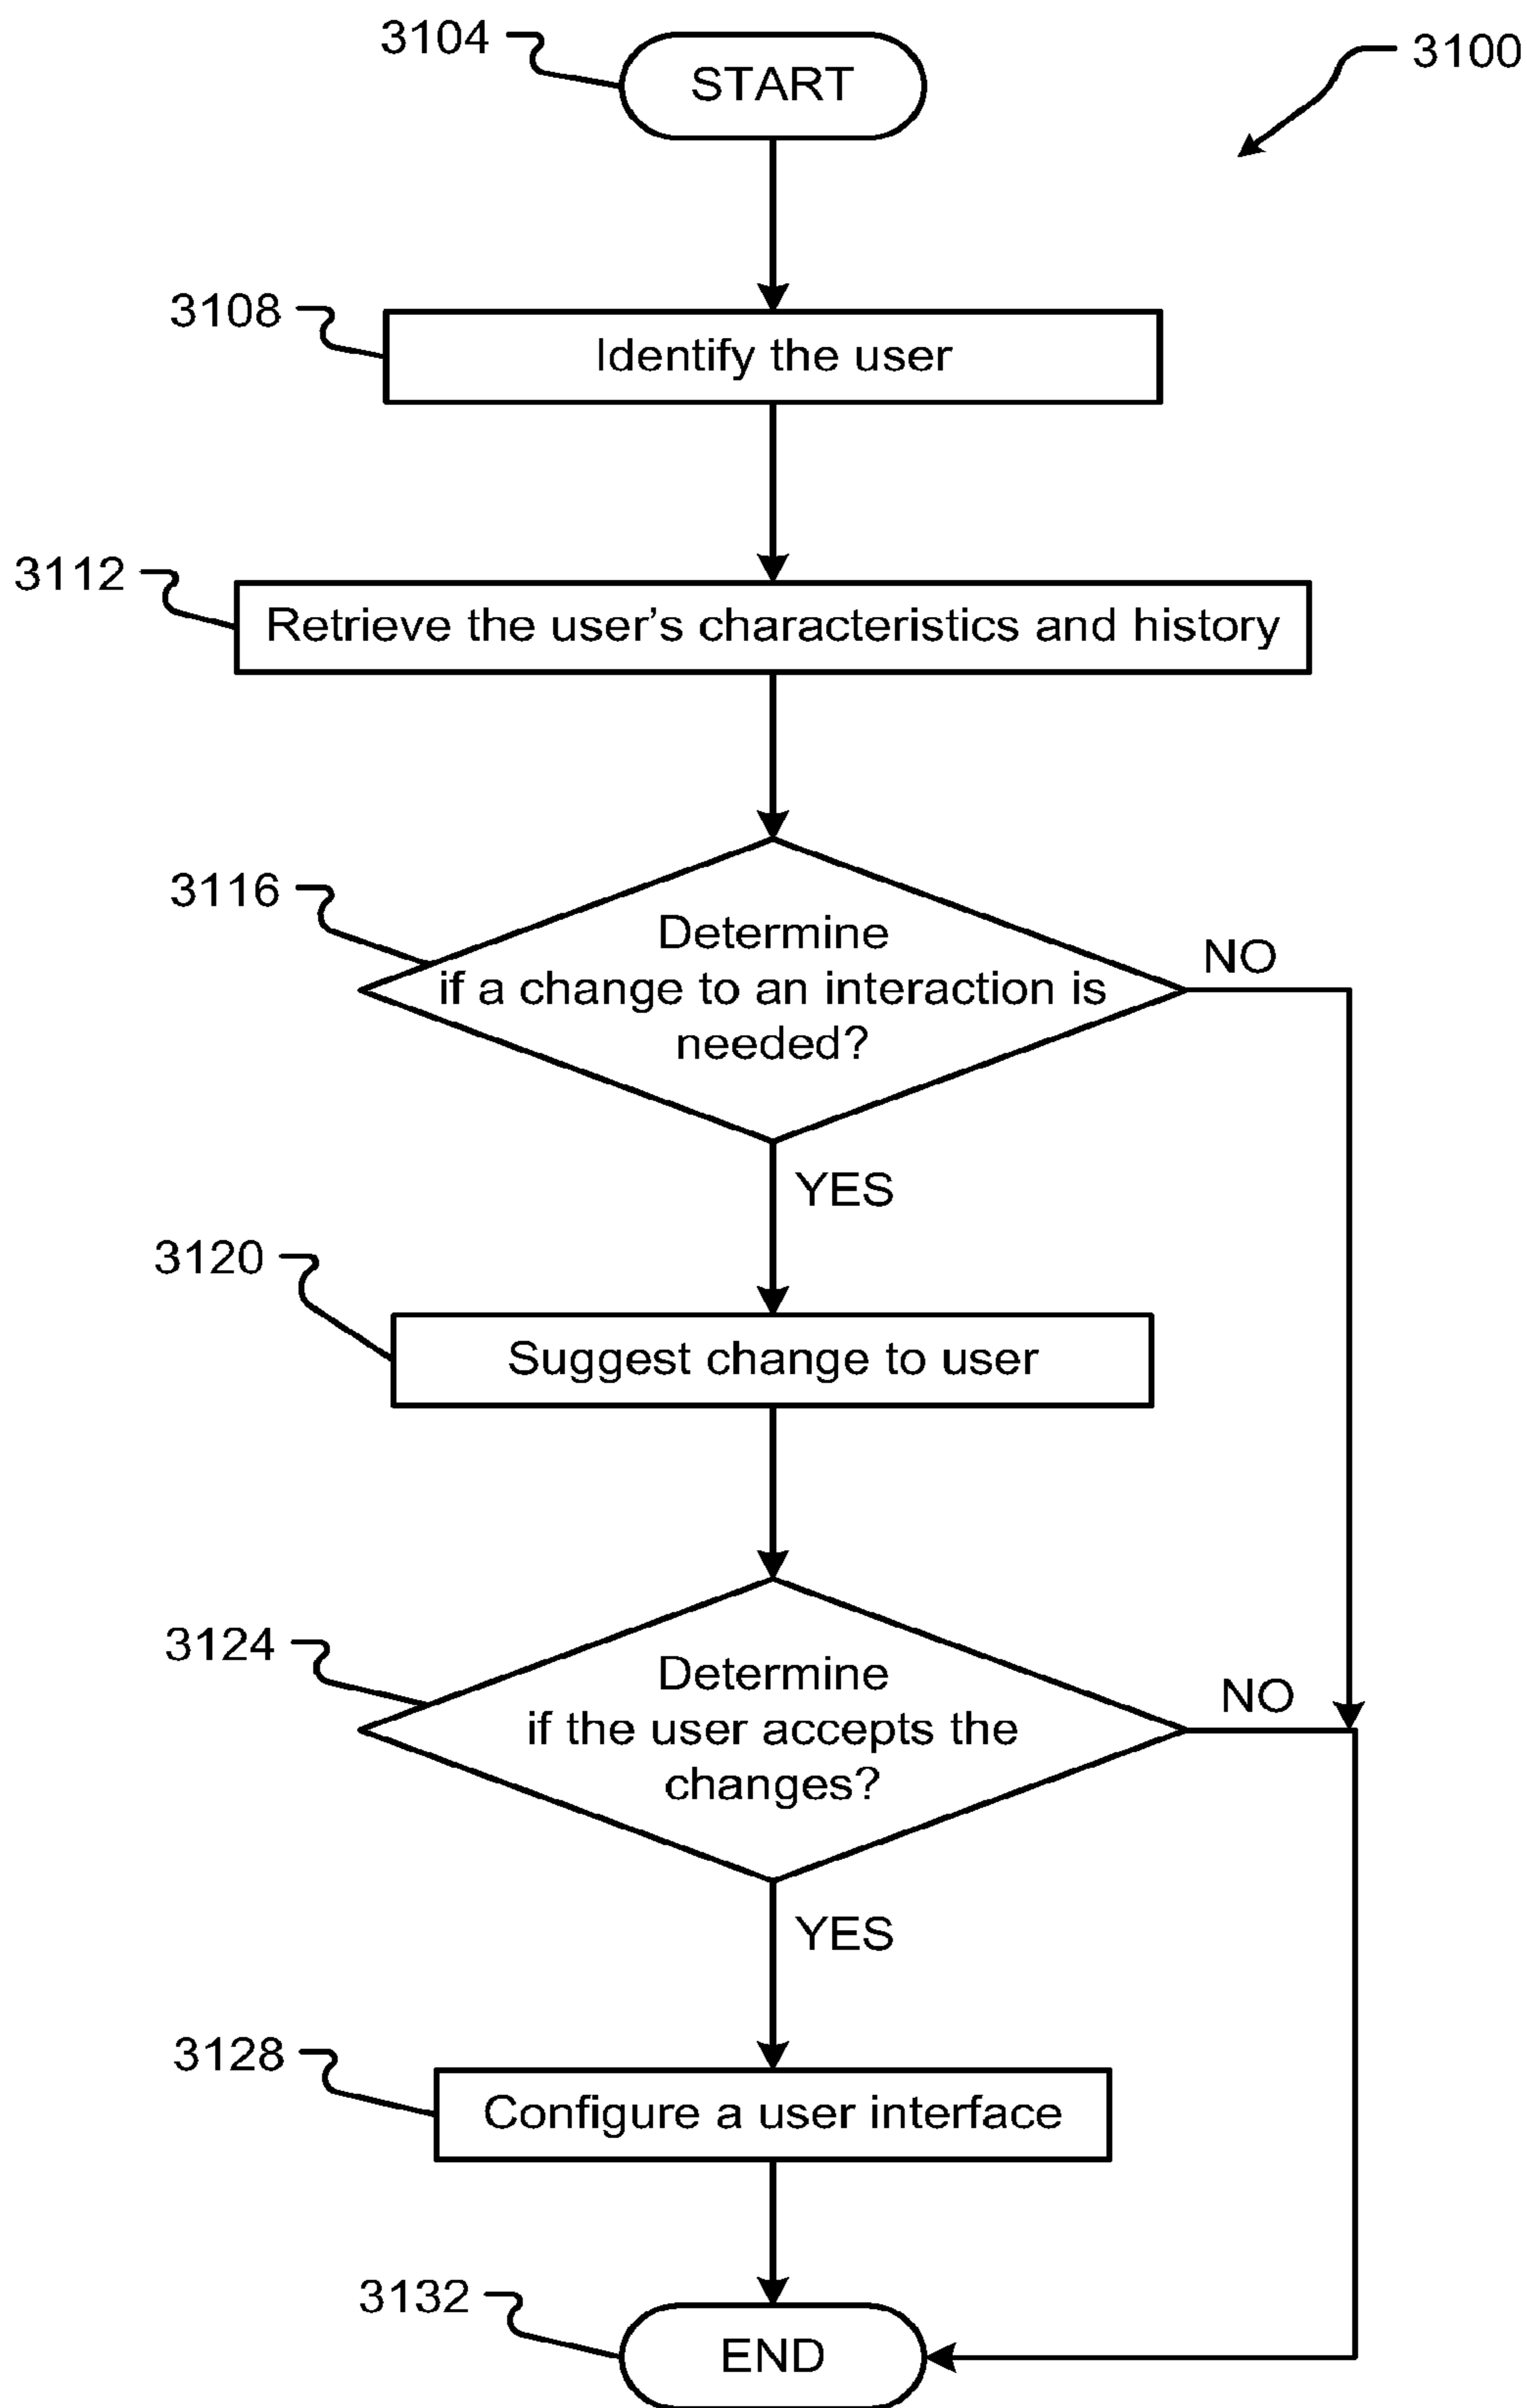 3104
START
3100
3108
Identify the user
3112
Retrieve the user’s characteristics and history
3116
Determine
if a change to an interaction is
needed?
NO
YES
3120
Suggest change to user
3124
Determine
if the user accepts the
changes?
NO
YES
3128
Configure a user interface
3132
END